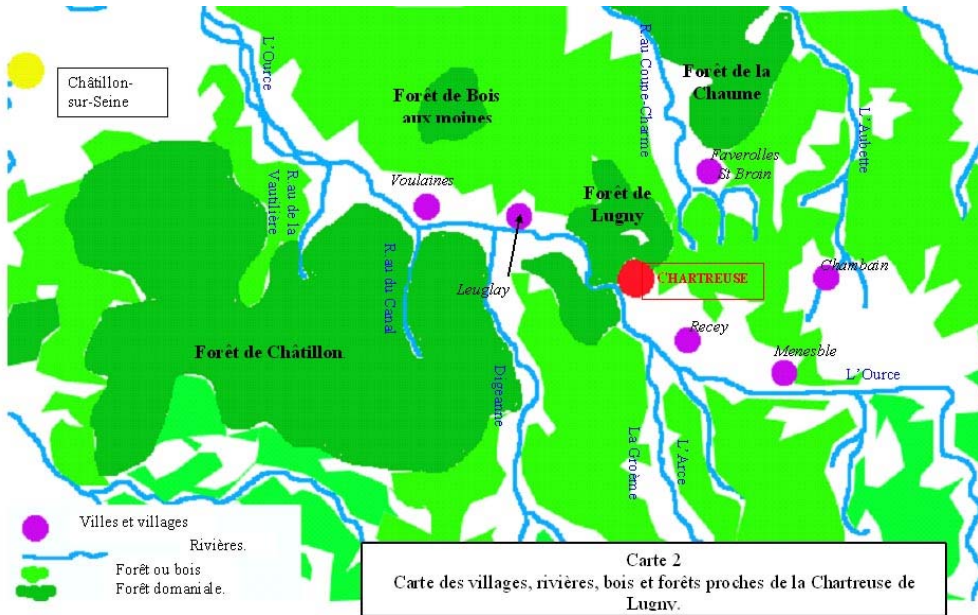 Châtillon-
sur-Seine
L'Ource
Forêt de Bois
aux moines
R.au Coume-Charme
Forêt de la
Chaume
L'Aubette
Faverolles
St Broin
Voulaines
R.au de la
Vautilière
Forêt de
Lugny
Leuglay
CHARTREUSE
Chambain
R.au du Canal
Forêt de Châtillon.
Recey
Menesble
L'Ource
Digeanne
La Groème
L'Arce
Villes et villages
Rivières.
Forêt ou bois
Forêt domaniale.
Carte 2
Carte des villages, rivières, bois et forêts proches de la Chartreuse de
Lugny.